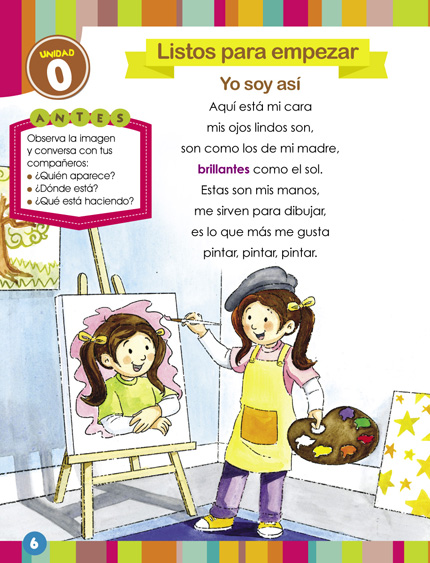 UNIDAD
0
Listos para empezar
ANTES
Observa la imagen
y conversa con tus
compañeros:
● ¿Quién aparece?
● ¿Dónde está?
● ¿Qué está haciendo?
Yo soy así
Aquí está mi cara
mis ojos lindos son,
son como los de mi madre,
brillantes como el sol.
Estas son mis manos,
me sirven para dibujar,
es lo que más me gusta
pintar, pintar, pintar.
6